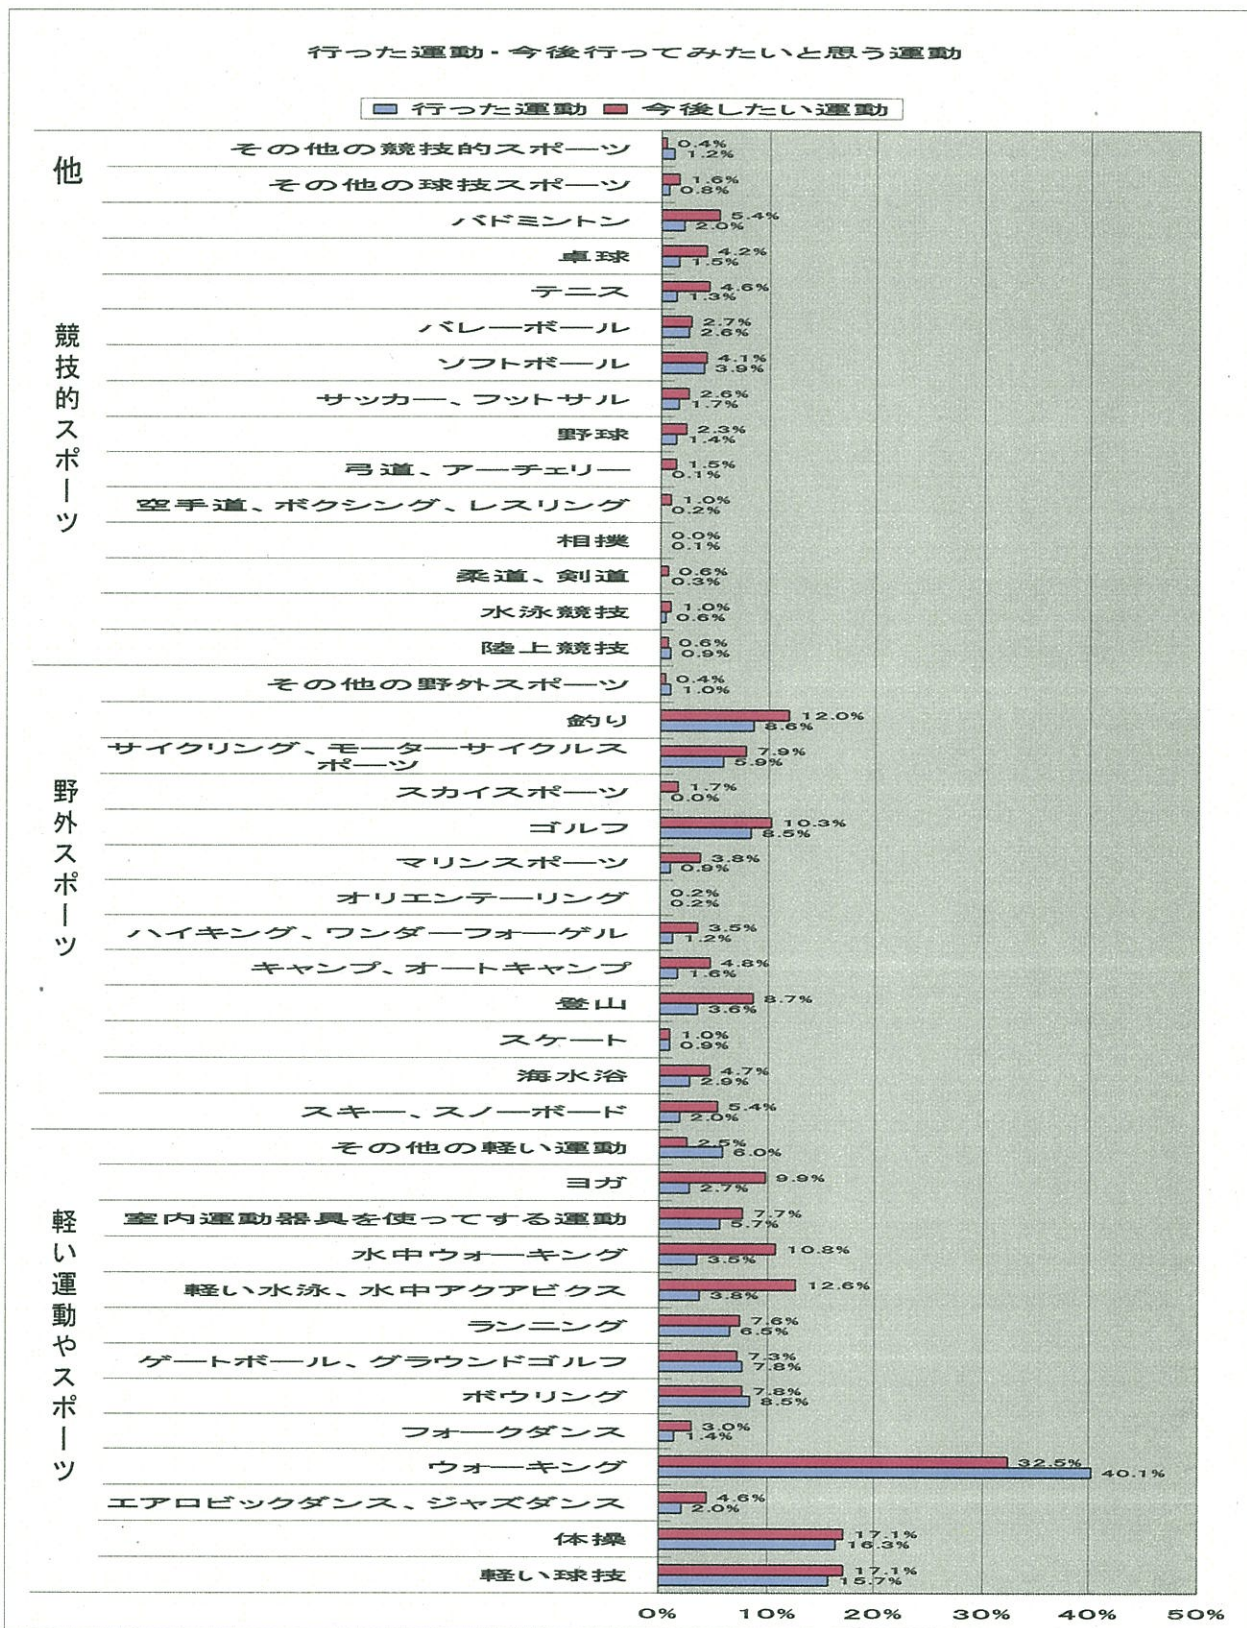 行った運動・今後行ってみたいと思う運動
行った運動 今後したい運動
他
その他の競技的スポーツ
0.4%
1.2%
その他の球技スポーツ
1.6%
0.8%
競技的スポーツ
バドミントン
5.4%
2.0%
卓球
4.2%
1.5%
テニス
4.6%
1.3%
バレーボール
2.7%
2.6%
ソフトボール
4.1%
3.9%
サッカー、フットサル
2.6%
1.7%
野球
2.3%
1.4%
弓道、アーチェリー
1.5%
0.1%
空手道、ボクシング、レスリング
1.0%
0.2%
相撲
0.0%
0.1%
柔道、剣道
0.6%
0.3%
水泳競技
1.0%
0.6%
陸上競技
0.6%
0.9%
野外スポーツ
その他の野外スポーツ
0.4%
1.0%
釣り
12.0%
8.6%
サイクリング、モーターサイクルス
ポーツ
7.9%
5.9%
スカイスポーツ
1.7%
0.0%
ゴルフ
10.3%
8.5%
マリンスポーツ
3.8%
0.9%
オリエンテーリング
0.2%
0.2%
ハイキング、ワンダーフォーゲル
3.5%
1.2%
キャンプ、オートキャンプ
4.8%
1.6%
登山
8.7%
3.6%
スケート
1.0%
0.9%
海水浴
4.7%
2.9%
スキー、スノーボード
5.4%
2.0%
軽い運動やスポーツ
その他の軽い運動
2.5%
6.0%
ヨガ
9.9%
2.7%
室内運動器具を使ってする運動
7.7%
5.7%
水中ウォーキング
10.8%
3.5%
軽い水泳、水中アクアビクス
12.6%
3.8%
ランニング
7.6%
6.5%
ゲートボール、グラウンドゴルフ
7.3%
7.8%
ボウリング
7.8%
8.5%
フォークダンス
3.0%
1.4%
ウォーキング
32.5%
40.1%
エアロビックダンス、ジャズダンス
4.6%
2.0%
体操
17.1%
16.3%
軽い球技
17.1%
15.7%
0% 10% 20% 30% 40% 50%